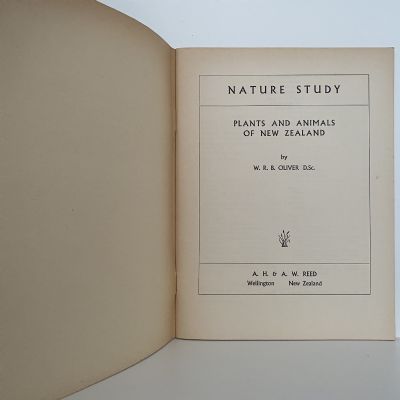 NATURE STUDY
PLANTS AND ANIMALS
OF NEW ZEALAND
by
W. R. B. OLIVER D.Sc.
A. H. & A. W. REED
Wellington New Zealand